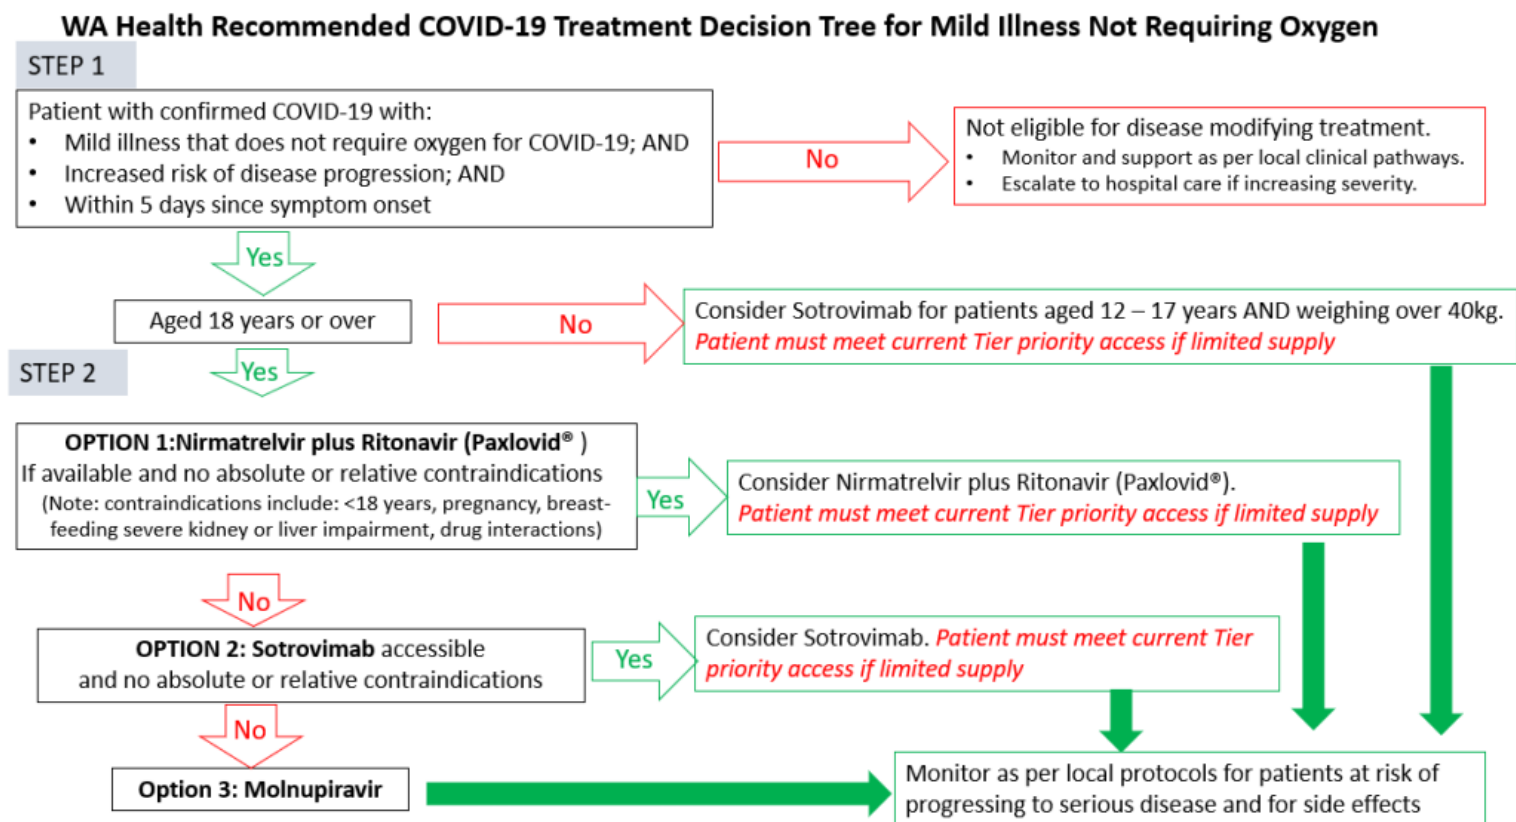 WA Health Recommended COVID-19 Treatment Decision Tree for Mild Illness Not Requiring Oxygen
STEP 1
Patient with confirmed COVID-19 with:
• Mild illness that does not require oxygen for COVID-19; AND
• Increased risk of disease progression; AND
• Within 5 days since symptom onset
No
Not eligible for disease modifying treatment.
• Monitor and support as per local clinical pathways.
• Escalate to hospital care if increasing severity.
Yes
Aged 18 years or over
No
Consider Sotrovimab for patients aged 12 – 17 years AND weighing over 40kg.
Patient must meet current Tier priority access if limited supply
Yes
STEP 2
OPTION 1:Nirmatrelvir plus Ritonavir (Paxlovid® )
If available and no absolute or relative contraindications
(Note: contraindications include: <18 years, pregnancy, breast-
feeding severe kidney or liver impairment, drug interactions)
Yes
Consider Nirmatrelvir plus Ritonavir (Paxlovid®).
Patient must meet current Tier priority access if limited supply
No
OPTION 2: Sotrovimab accessible
and no absolute or relative contraindications
Yes
Consider Sotrovimab. Patient must meet current Tier
priority access if limited supply
No
Option 3: Molnupiravir
Monitor as per local protocols for patients at risk of
progressing to serious disease and for side effects